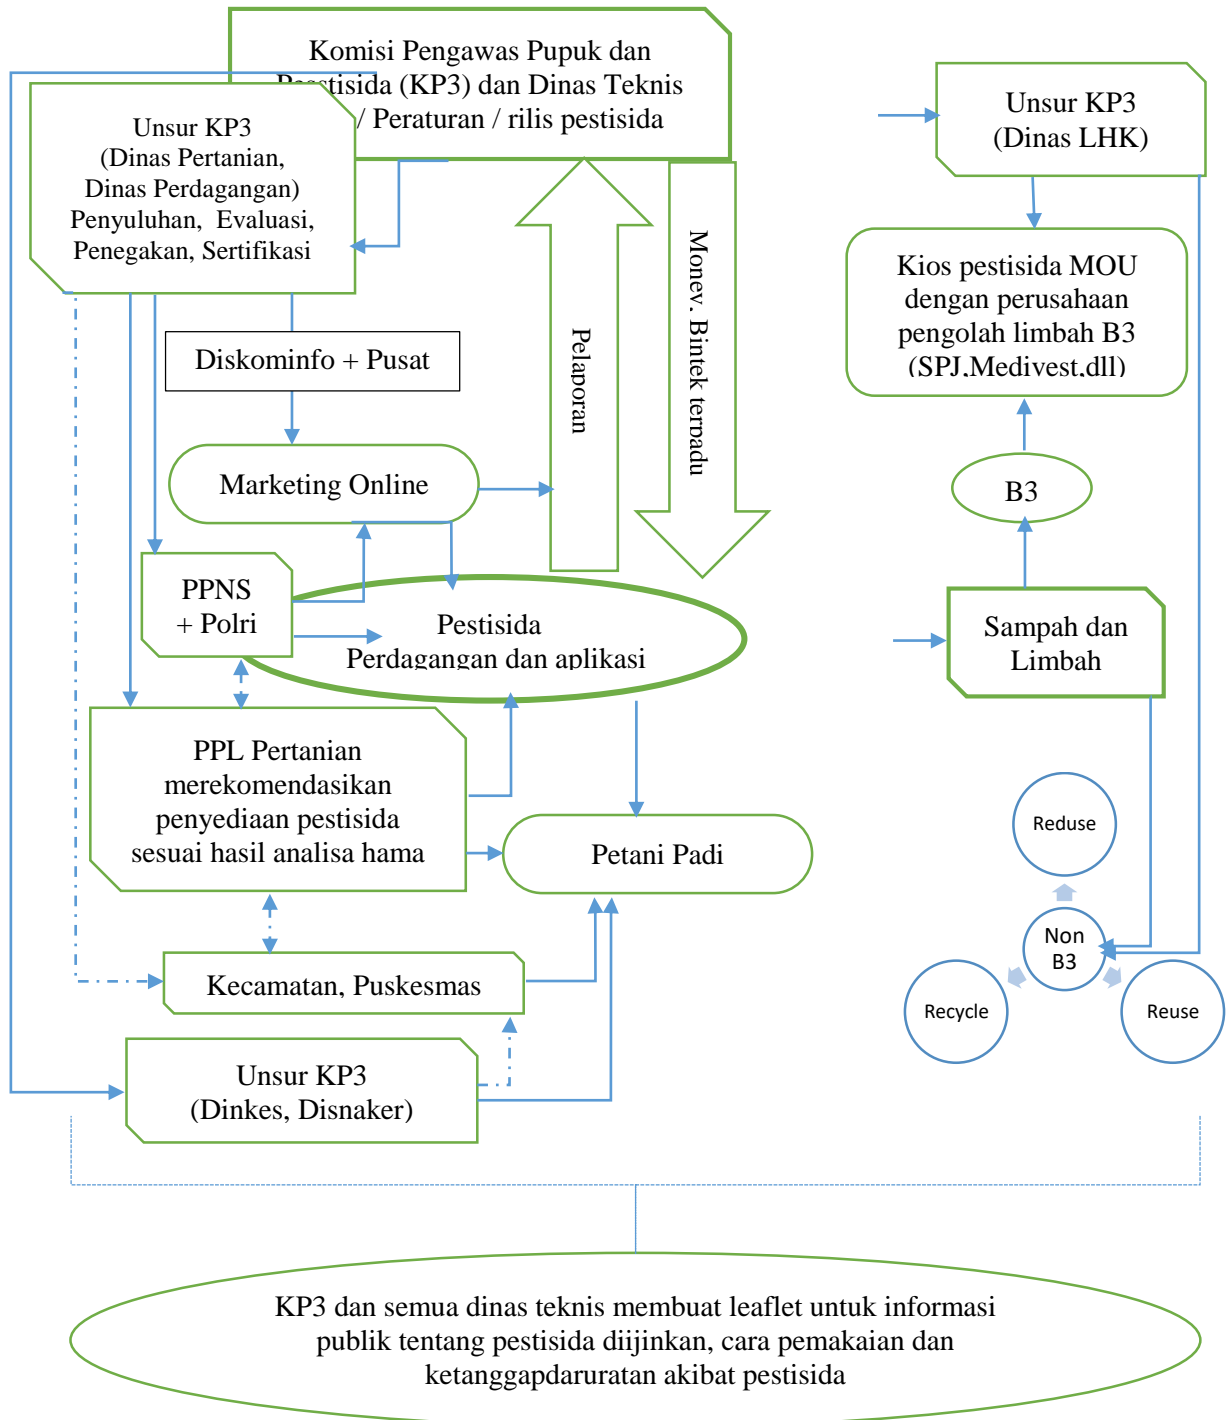 Komisi Pengawas Pupuk dan
(KP3) dan Dinas Teknis
/ Peraturan / rilis pestisida
Unsur KP3
(Dinas Pertanian,
Dinas Perdagangan)
Penyuluhan, Evaluasi,
Penegakan, Sertifikasi
Unsur KP3
(Dinas LHK)
Kios pestisida MOU
dengan perusahaan
pengolah limbah B3
(SPJ,Medivest,dll)
Pelaporan
Monev. Bintek terpadu
Diskominfo + Pusat
Marketing Online
B3
PPNS
+ Polri
Pestisida
Perdagangan dan aplikasi
Sampah dan
Limbah
PPL Pertanian
merekomendasikan
penyediaan pestisida
sesuai hasil analisa hama
Petani Padi
Reduse
Non
B3
Recycle
Reuse
Kecamatan, Puskesmas
Unsur KP3
(Dinkes, Disnaker)
KP3 dan semua dinas teknis membuat leaflet untuk informasi
publik tentang pestisida diijinkan, cara pemakaian dan
ketanggapdaruratan akibat pestisida